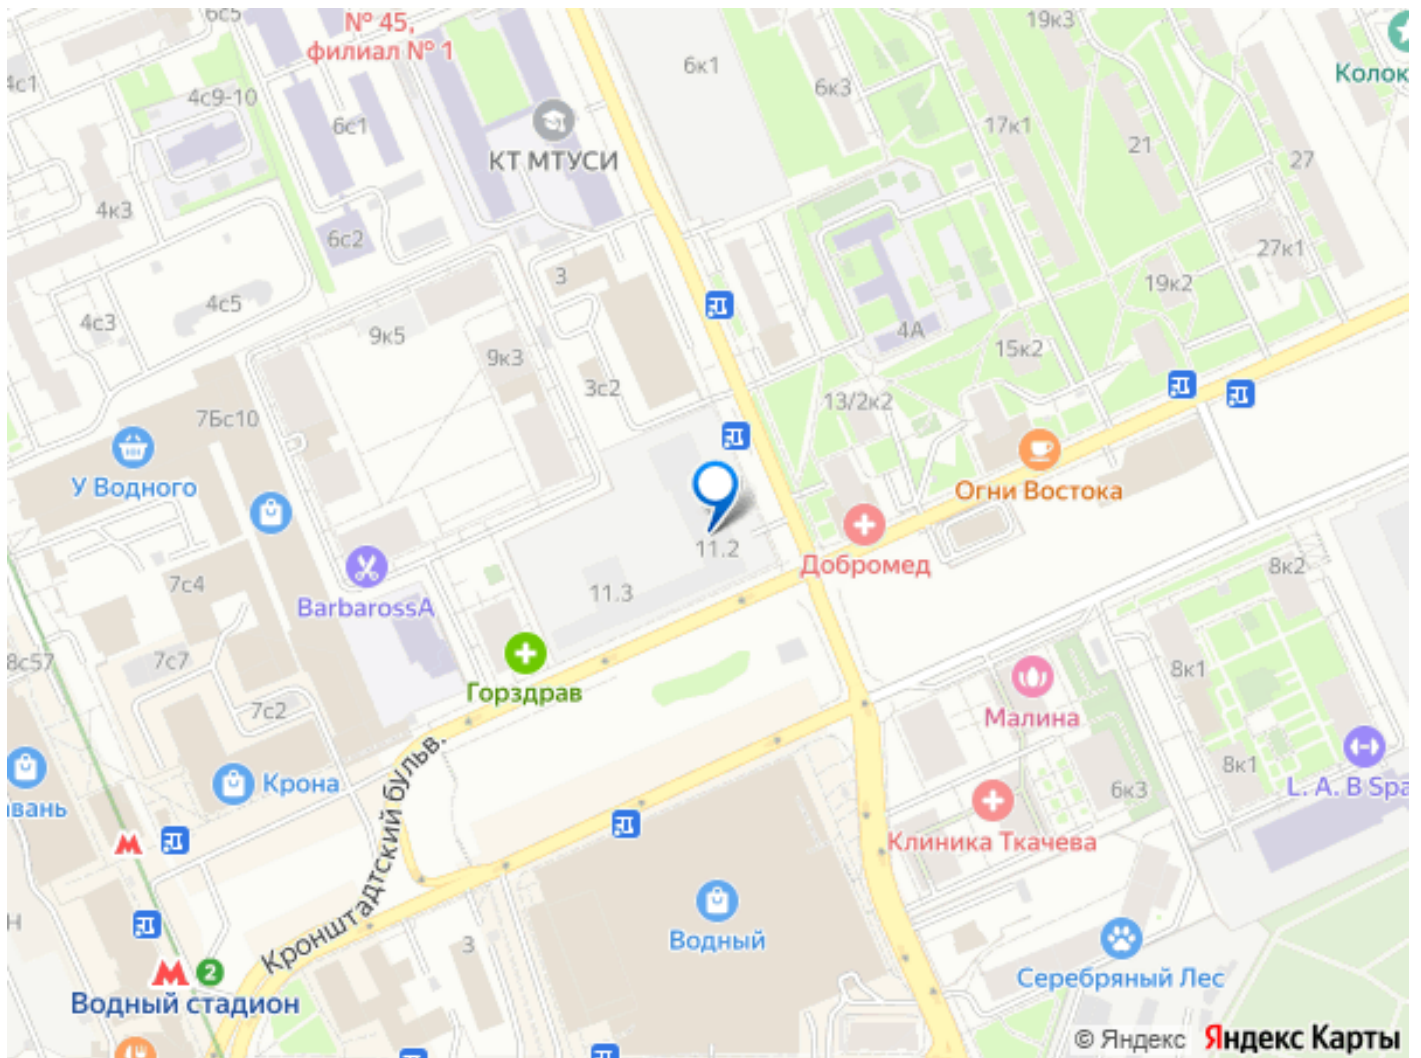 6с5
№ 45,
филиал № 1
19к3
Колок
4с1
6к1
6к3
4с9-10
6с1
17к1
КТ МТУСИ
21
27
4к3
6с2
27к1
3
19к2
4с5
4с3
9к5
4А
15к2
9к3
3с2
13/2к2
7Бс10
У Водного
Огни Востока
11.2
Добромед
8к2
7с4
11.3
BarbarossA
8с57
7с7
Горздрав
8к1
7с2
Малина
Кронштадтский бульв.
Крона
8к1
6к3
L. A. B Spa
авань
Клиника Ткачева
Н
3
Водный
2
Водный стадион
Серебряный Лес
© Яндекс Яндекс Карты